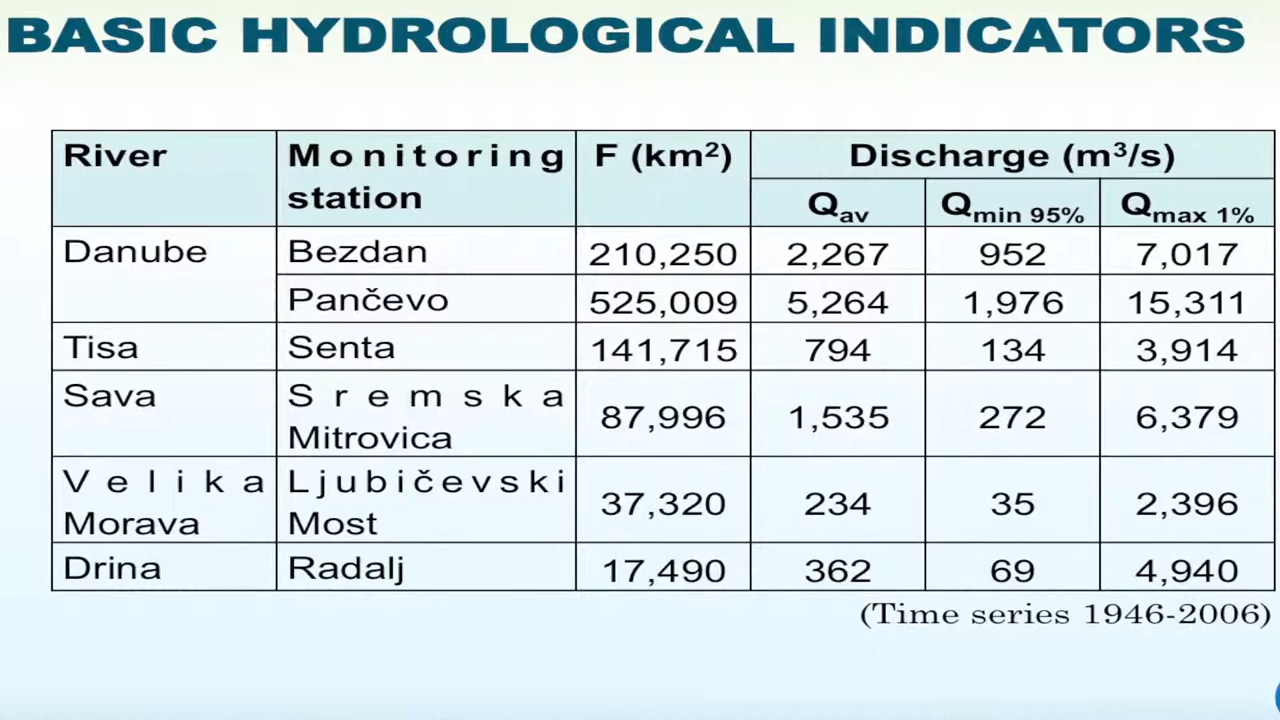 BASIC HYDROLOGICAL INDICATORS
River Monitoring station F (km²) Discharge (m³/s)
Qav Qmin 95% Qmax 1%
Danube Bezdan 210,250 2,267 952 7,017
Pančevo 525,009 5,264 1,976 15,311
Tisa Senta 141,715 794 134 3,914
Sava Sremska Mitrovica 87,996 1,535 272 6,379
Velika Morava Ljubičevski Most 37,320 234 35 2,396
Drina Radalj 17,490 362 69 4,940
(Time series 1946-2006)